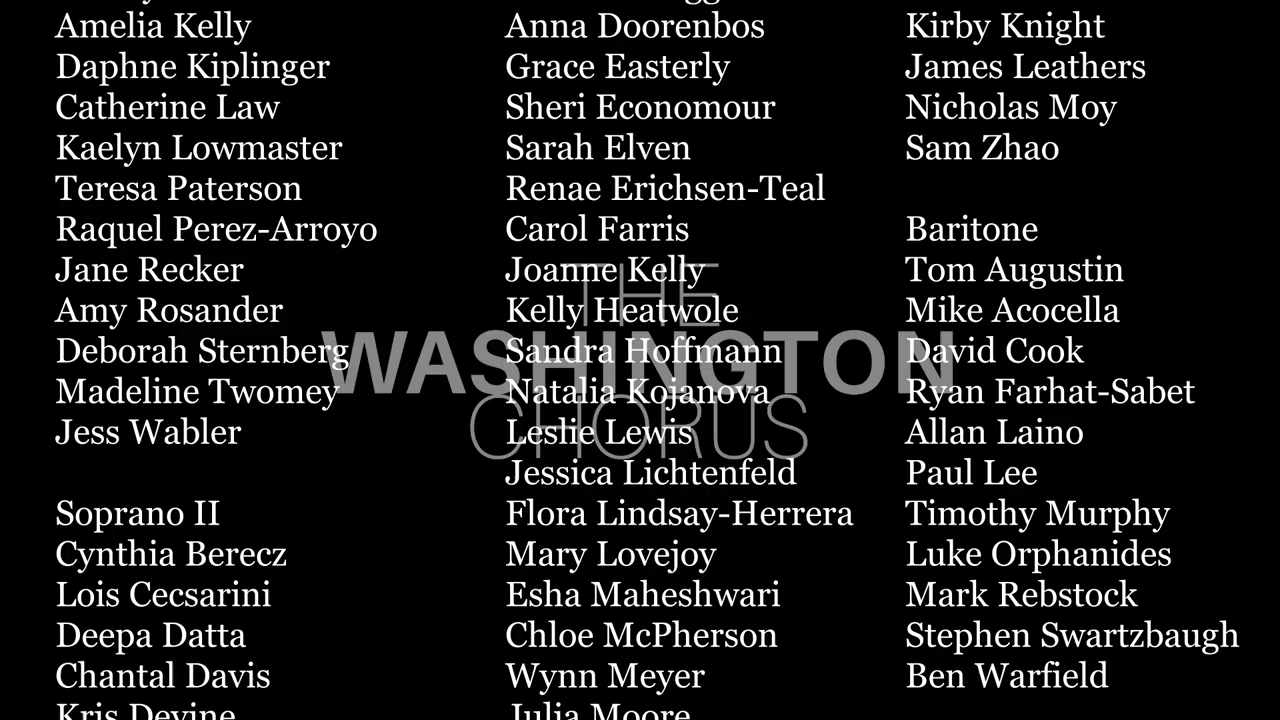 Amelia Kelly
Daphne Kiplinger
Catherine Law
Kaelyn Lowmaster
Teresa Paterson
Raquel Perez-Arroyo
Jane Recker
Amy Rosander
Deborah Sternberg
Madeline Twomey
Jess Wabler
Soprano II
Cynthia Berecz
Lois Cecsarini
Deepa Datta
Chantal Davis
Kris Devine
Anna Doorenbos
Grace Easterly
Sheri Economour
Sarah Elven
Renae Erichsen-Teal
Carol Farris
Joanne Kelly
Kelly Heatwole
Sandra Hoffmann
Natalia Kojanova
Leslie Lewis
Jessica Lichtenfeld
Flora Lindsay-Herrera
Mary Lovejoy
Esha Maheshwari
Chloe McPherson
Wynn Meyer
Julia Moore
Kirby Knight
James Leathers
Nicholas Moy
Sam Zhao
Baritone
Tom Augustin
Mike Acocella
David Cook
Ryan Farhat-Sabet
Allan Laino
Paul Lee
Timothy Murphy
Luke Orphanides
Mark Rebstock
Stephen Swartzbaugh
Ben Warfield
THE
WASHINGTON
CHORUS